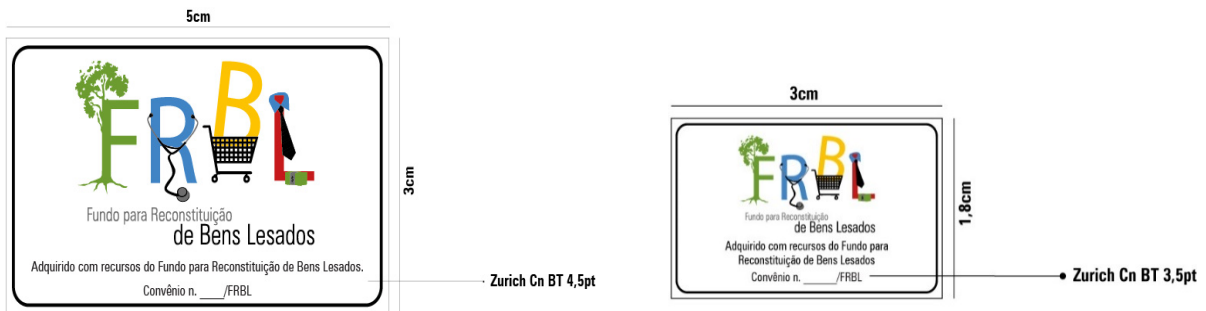 5cm
FRBL
Fundo para Reconstituição
de Bens Lesados
Adquirido com recursos do Fundo para Reconstituição de Bens Lesados.
Convênio n. ____/FRBL
3cm
Zurich Cn BT 4,5pt
3cm
FRBL
Fundo para Reconstituição
de Bens Lesados
Adquirido com recursos do Fundo para
Reconstituição de Bens Lesados
Convênio n. ______/FRBL
1,8cm
Zurich Cn BT 3,5pt